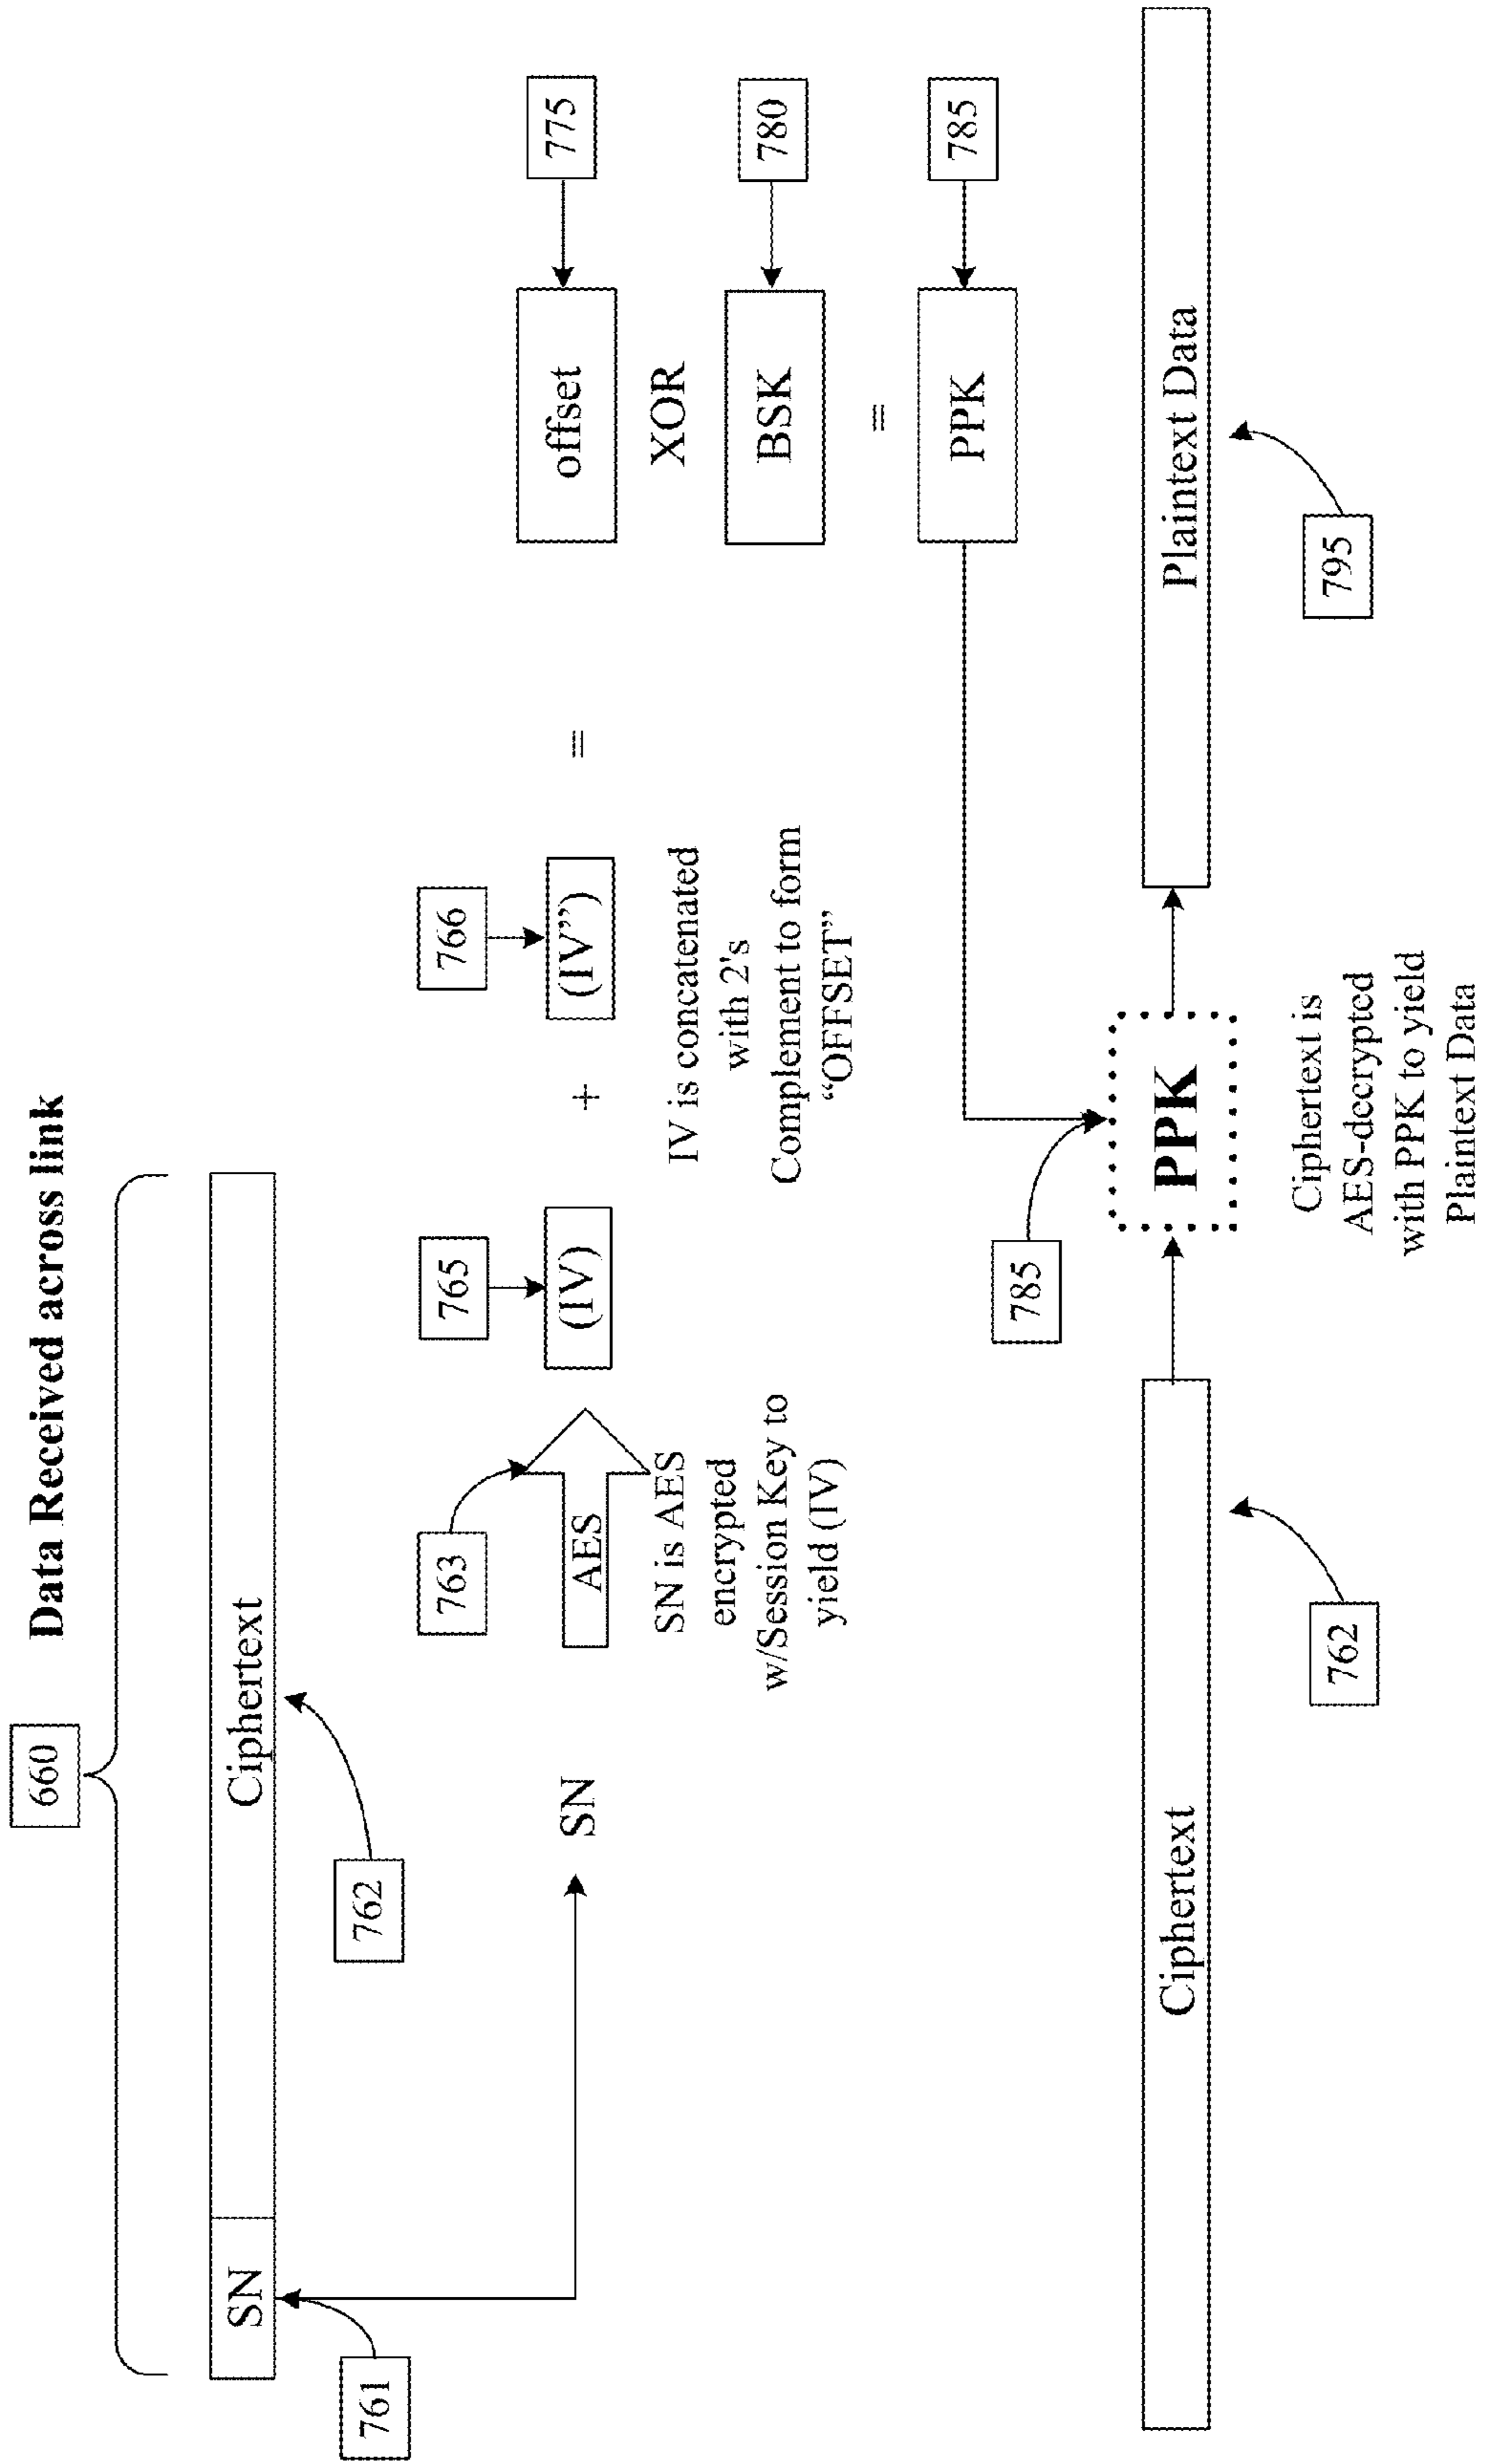 660
Data Received across link
SN
Ciphertext
761
762
SN
763
AES
SN is AES
encrypted
w/Session Key to
yield (IV)
765
(IV)
+
766
(IV”)
IV is concatenated
with 2's
Complement to form
“OFFSET”
=
offset
775
XOR
BSK
780
=
PPK
785
Ciphertext
762
785
PPK
Ciphertext is
AES-decrypted
with PPK to yield
Plaintext Data
Plaintext Data
795